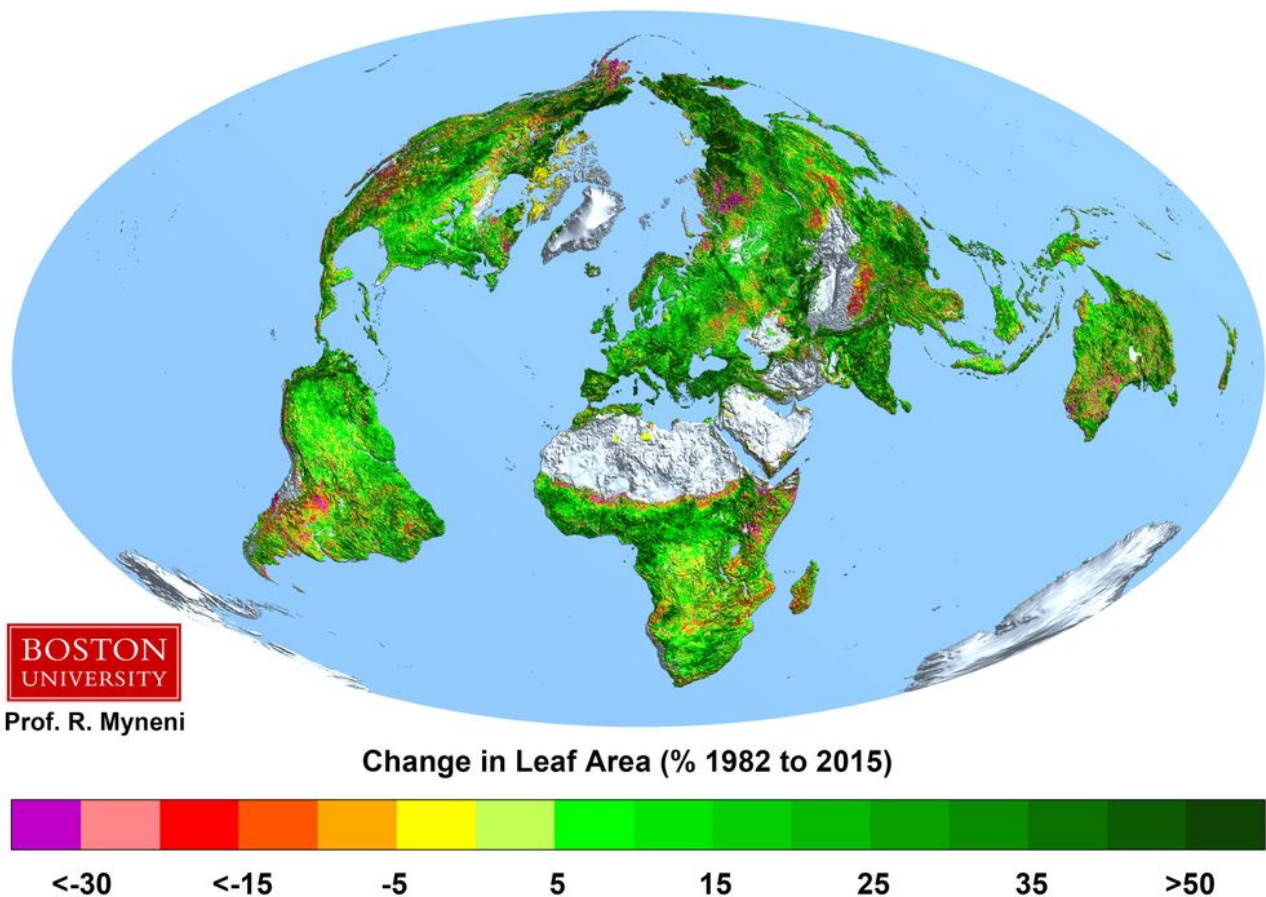 BOSTON
UNIVERSITY
Prof. R. Myneni
Change in Leaf Area (% 1982 to 2015)
<-30 <-15 -5 5 15 25 35 >50